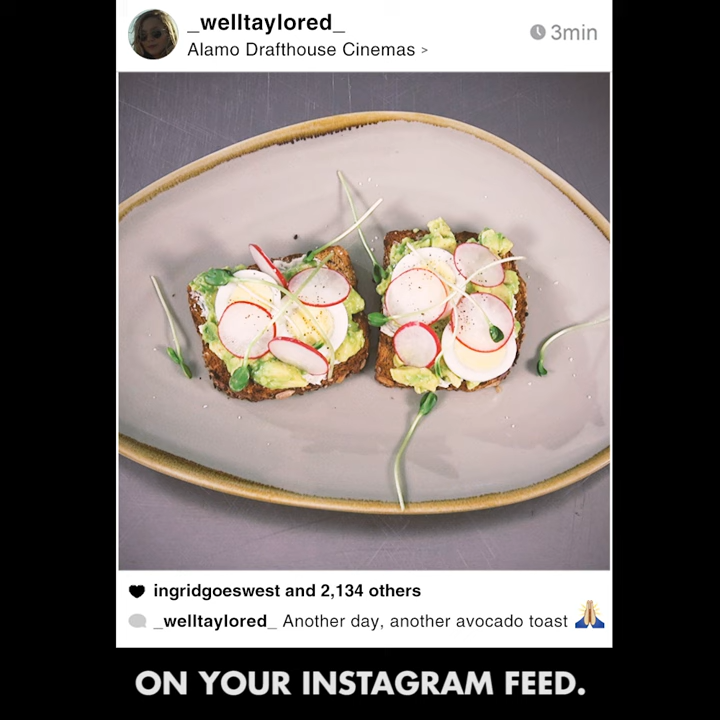 _welltaylored_
Alamo Drafthouse Cinemas >
3min
ingridgoeswest and 2,134 others
_welltaylored_ Another day, another avocado toast 🙏
ON YOUR INSTAGRAM FEED.